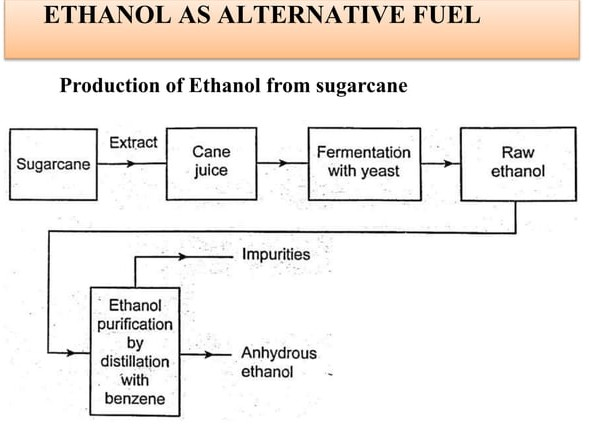 ETHANOL AS ALTERNATIVE FUEL
Production of Ethanol from sugarcane
Sugarcane
Extract
Cane
juice
Fermentation
with yeast
Raw
ethanol
Impurities
Ethanol
purification
by
distillation
with
benzene
Anhydrous
ethanol